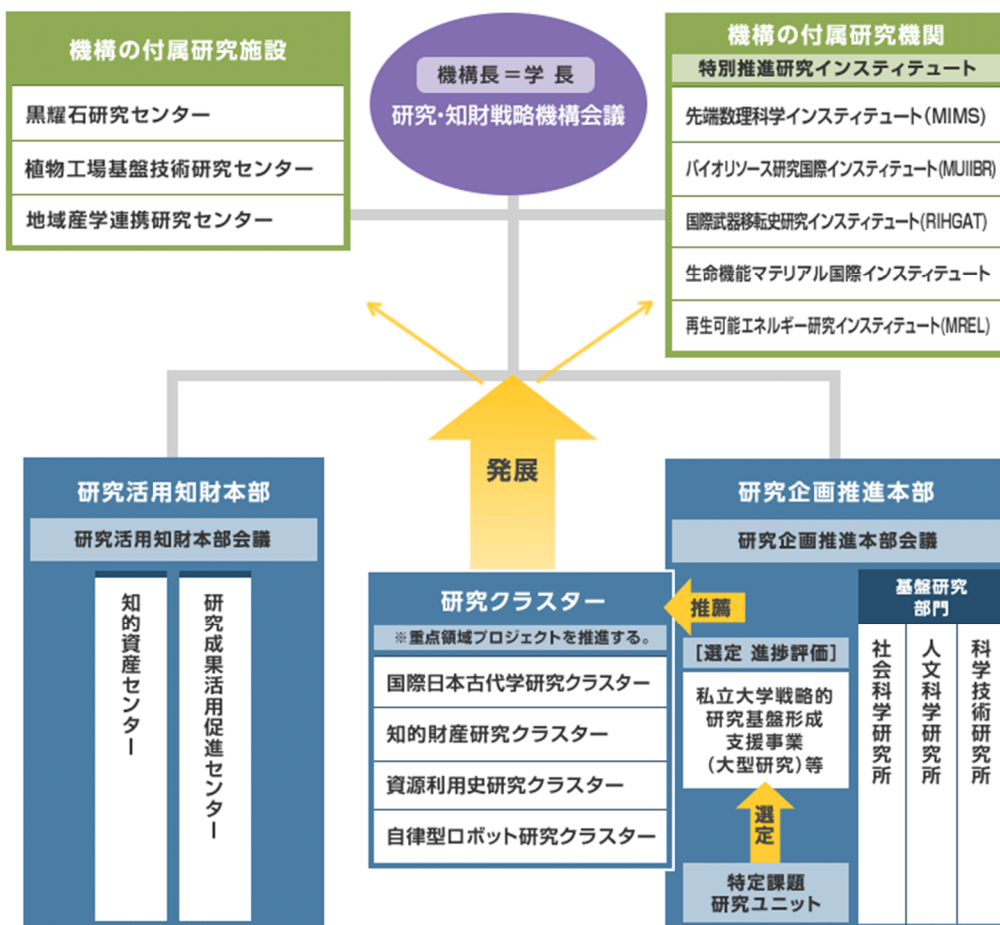 機構の付属研究施設
黒耀石研究センター
植物工場基盤技術研究センター
地域産学連携研究センター
機構長＝学 長
研究・知財戦略機構会議
機構の付属研究機関
特別推進研究インスティテュート
先端数理科学インスティテュート(MIMS)
バイオリソース研究国際インスティテュート(MUIIBR)
国際武器移転史研究インスティテュート(RIHGAT)
生命機能マテリアル国際インスティテュート
再生可能エネルギー研究インスティテュート(MREL)
発展
研究活用知財本部
研究活用知財本部会議
知的資産センター
研究成果活用促進センター
研究クラスター
※重点領域プロジェクトを推進する。
国際日本古代学研究クラスター
知的財産研究クラスター
資源利用史研究クラスター
自律型ロボット研究クラスター
研究企画推進本部
研究企画推進本部会議
推薦
［選定 進捗評価］
私立大学戦略的
研究基盤形成
支援事業
（大型研究）等
選定
特定課題
研究ユニット
基盤研究
部門
社会科学研究所
人文科学研究所
科学技術研究所